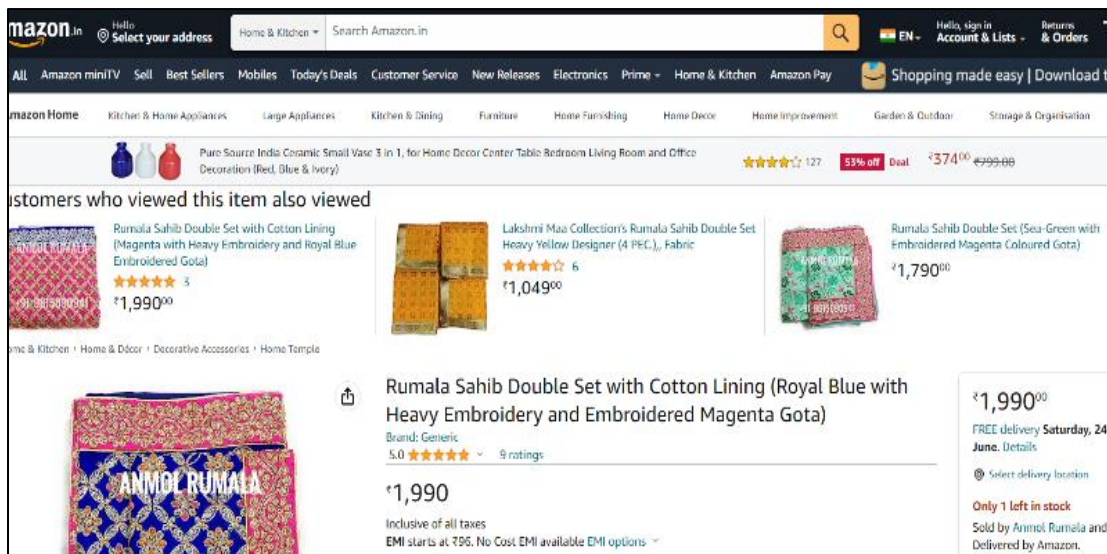 mazon.in
Hello
Select your address
Home & Kitchen
Search Amazon.in
EN
Hello, sign in
Account & Lists
Returns
& Orders
All Amazon miniTV Sell Best Sellers Mobiles Today's Deals Customer Service New Releases Electronics Prime Home & Kitchen Amazon Pay Shopping made easy | Download
mazon Home Kitchen & Home Appliances Large Appliances Kitchen & Dining Furniture Home Furnishing Home Decor Home Improvement Garden & Outdoor Storage & Organisation
Pure Source India Ceramic Small Vase 3 in 1, for Home Decor Center Table Bedroom Living Room and Office
Decoration (Red, Blue & Ivory)
127
53% off Deal ₹374.00 ₹799.00
ustomers who viewed this item also viewed
ANMOL RUMALA
Rumala Sahib Double Set with Cotton Lining
(Magenta with Heavy Embroidery and Royal Blue
Embroidered Gota)
3
₹1,990.00
Lakshmi Maa Collection's Rumala Sahib Double Set
Heavy Yellow Designer (4 PEC.),, Fabric
6
₹1,049.00
ANMOL RUMALA
Rumala Sahib Double Set (Sea-Green with
Embroidered Magenta Coloured Gota)
₹1,790.00
ome & Kitchen › Home & Décor › Decorative Accessories › Home Temple
ANMOL RUMALA
Rumala Sahib Double Set with Cotton Lining (Royal Blue with
Heavy Embroidery and Embroidered Magenta Gota)
Brand: Generic
5.0 9 ratings
₹1,990
Inclusive of all taxes
EMI starts at ₹96. No Cost EMI available EMI options
₹1,990.00
FREE delivery Saturday, 24
June. Details
Select delivery location
Only 1 left in stock
Sold by Anmol Rumala and
Delivered by Amazon.